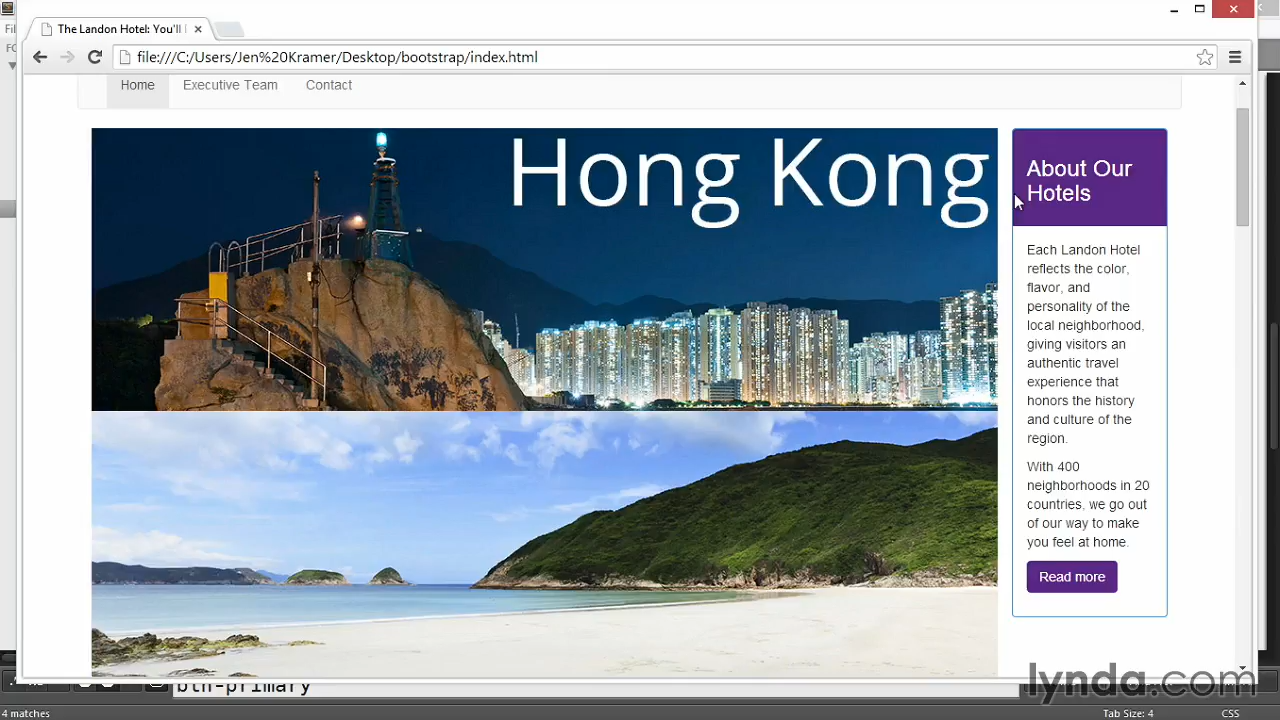 The Landon Hotel: You'll
file:///C:/Users/Jen%20Kramer/Desktop/bootstrap/index.html
Home
Executive Team
Contact
Hong Kong
About Our
Hotels
Each Landon Hotel
reflects the color,
flavor, and
personality of the
local neighborhood,
giving visitors an
authentic travel
experience that
honors the history
and culture of the
region.
With 400
neighborhoods in 20
countries, we go out
of our way to make
you feel at home.
Read more
lynda.com
btn-primary
4 matches
Tab Size: 4
CSS